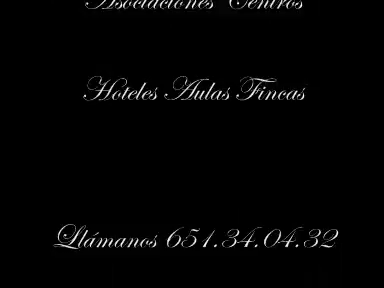 Asociaciones Centros
Hoteles Aulas Fincas
Llámanos 651.34.04.32